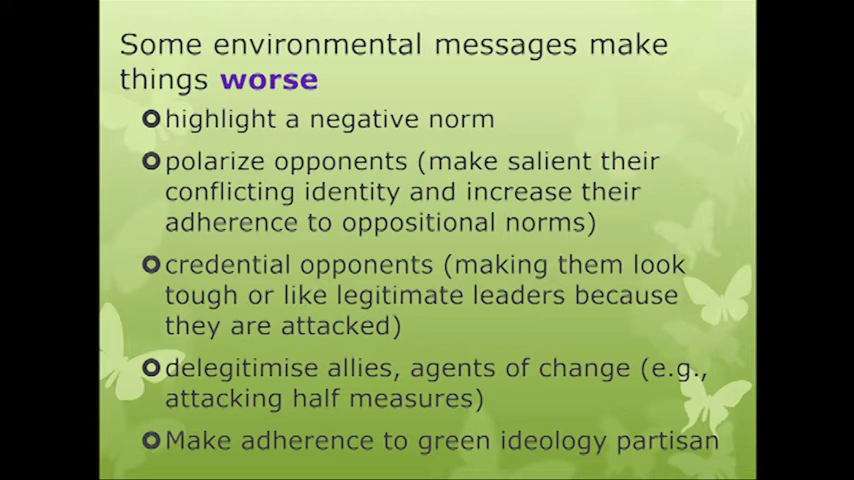 Some environmental messages make
things worse
highlight a negative norm
polarize opponents (make salient their
conflicting identity and increase their
adherence to oppositional norms)
credential opponents (making them look
tough or like legitimate leaders because
they are attacked)
delegitimise allies, agents of change (e.g.,
attacking half measures)
Make adherence to green ideology partisan